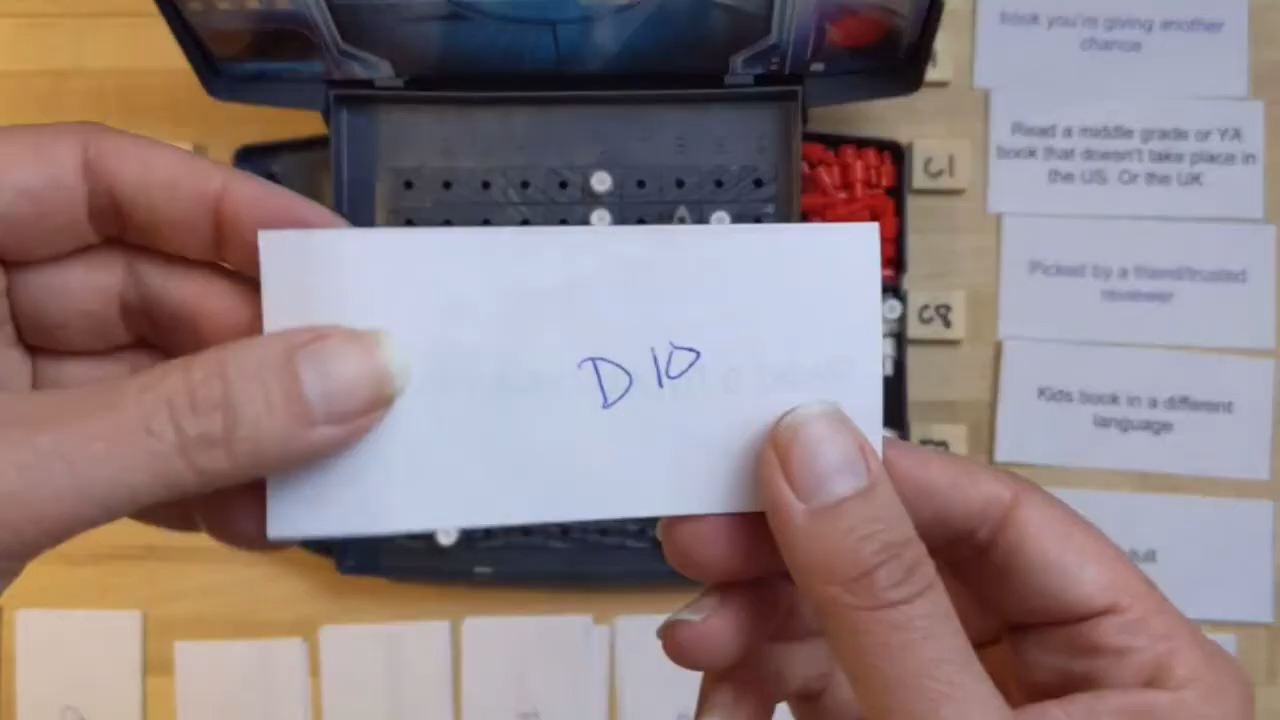 book you're giving another
chance
C1
Read a middle grade or YA
book that doesn't take place in
the US. Or the UK
Picked by a friend/trusted
reviewer
C8
D10
Kids book in a different
language